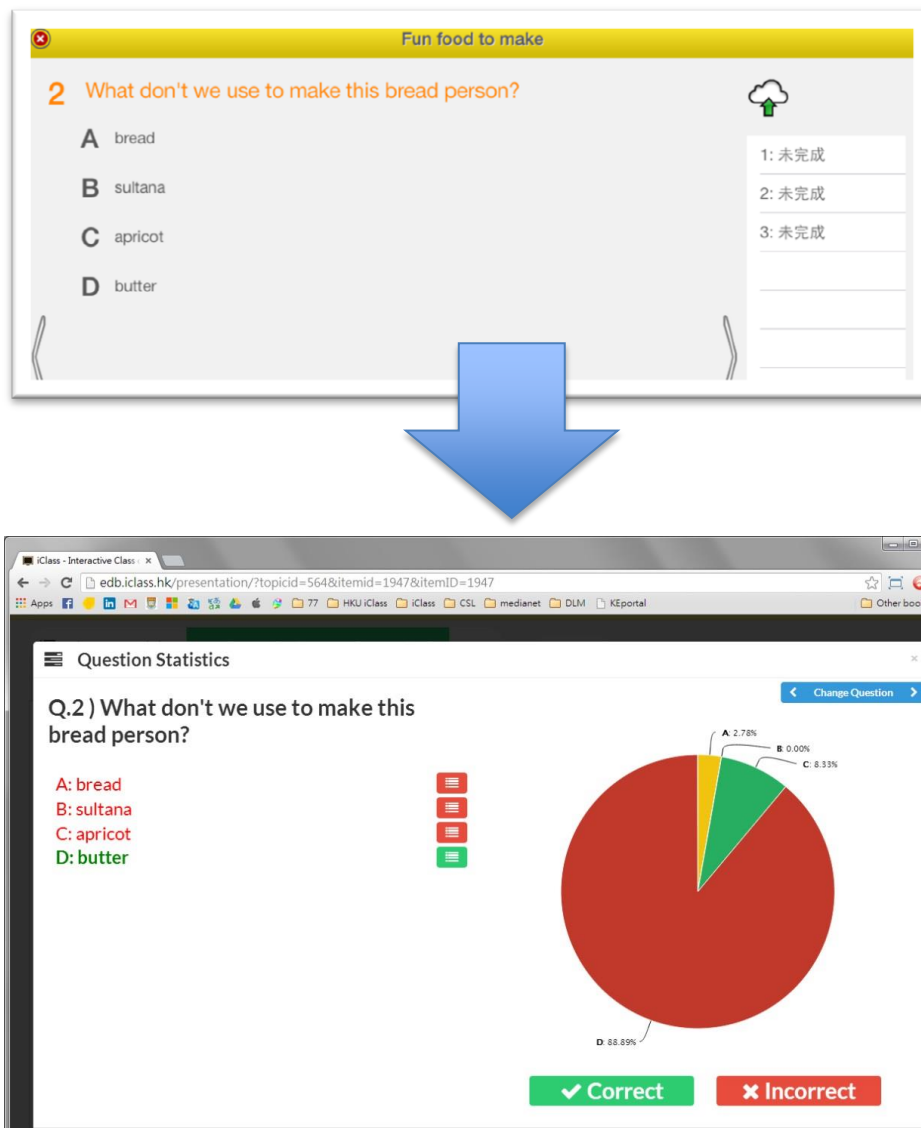 Fun food to make
2 What don't we use to make this bread person?
A bread
B sultana
C apricot
D butter
1: 未完成
2: 未完成
3: 未完成
iClass - Interactive Class
edb.iclass.hk/presentation/?topicid=564&itemid=1947&itemID=1947
Apps 77 HKU iClass iClass CSL medianet DLM KEportal Other boo
Question Statistics
Change Question
Q.2 ) What don't we use to make this
bread person?
A: bread
B: sultana
C: apricot
D: butter
A: 2.78%
B: 0.00%
C: 8.33%
D: 88.89%
Correct Incorrect